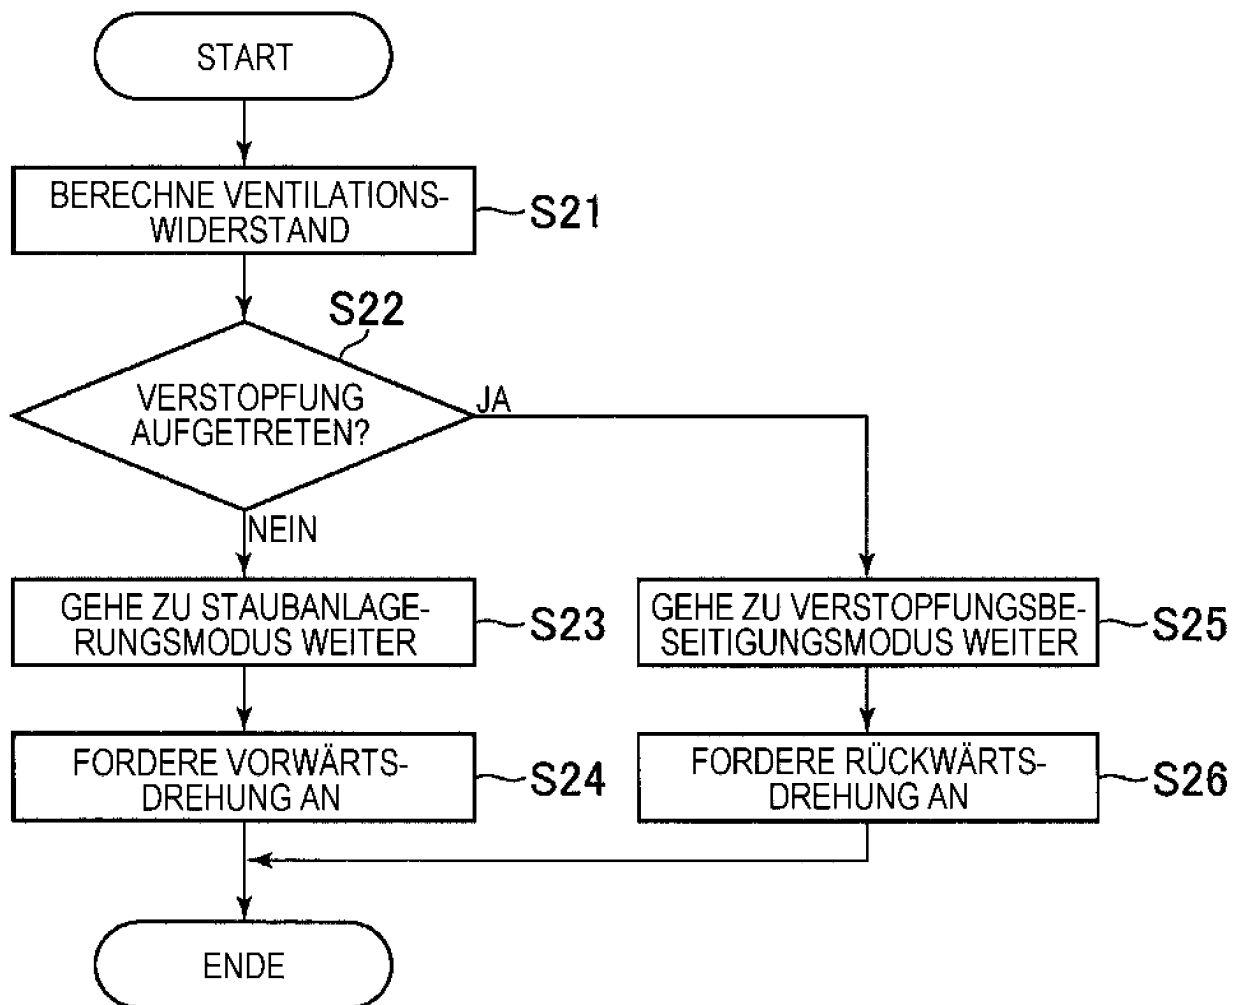 START
BERECHNE VENTILATIONS-
WIDERSTAND
S21
S22
VERSTOPFUNG
AUFGETRETEN?
JA
NEIN
GEHE ZU STAUBANLAGE-
RUNGSMODUS WEITER
S23
GEHE ZU VERSTOPFUNGSBE-
SEITIGUNGSMODUS WEITER
S25
FORDERE VORWÄRTS-
DREHUNG AN
S24
FORDERE RÜCKWÄRTS-
DREHUNG AN
S26
ENDE